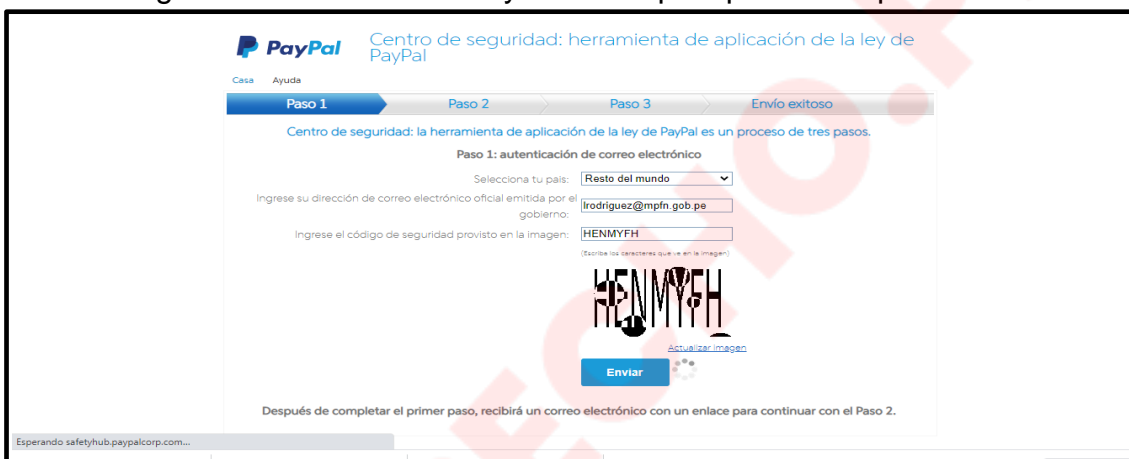 PayPal
Centro de seguridad: herramienta de aplicación de la ley de
PayPal
Casa Ayuda
Paso 1 Paso 2 Paso 3 Envío exitoso
Centro de seguridad: la herramienta de aplicación de la ley de PayPal es un proceso de tres pasos.
Paso 1: autenticación de correo electrónico
Selecciona tu pais: Resto del mundo
Ingrese su dirección de correo electrónico oficial emitida por el
gobierno: lrodriguez@mpfn.gob.pe
Ingrese el código de seguridad provisto en la imagen: HENMYFH
(Escriba los caracteres que ve en la imagen)
HENMYFH
Actualizar imagen
Enviar
Después de completar el primer paso, recibirá un correo electrónico con un enlace para continuar con el Paso 2.
Esperando safetyhub.paypalcorp.com...